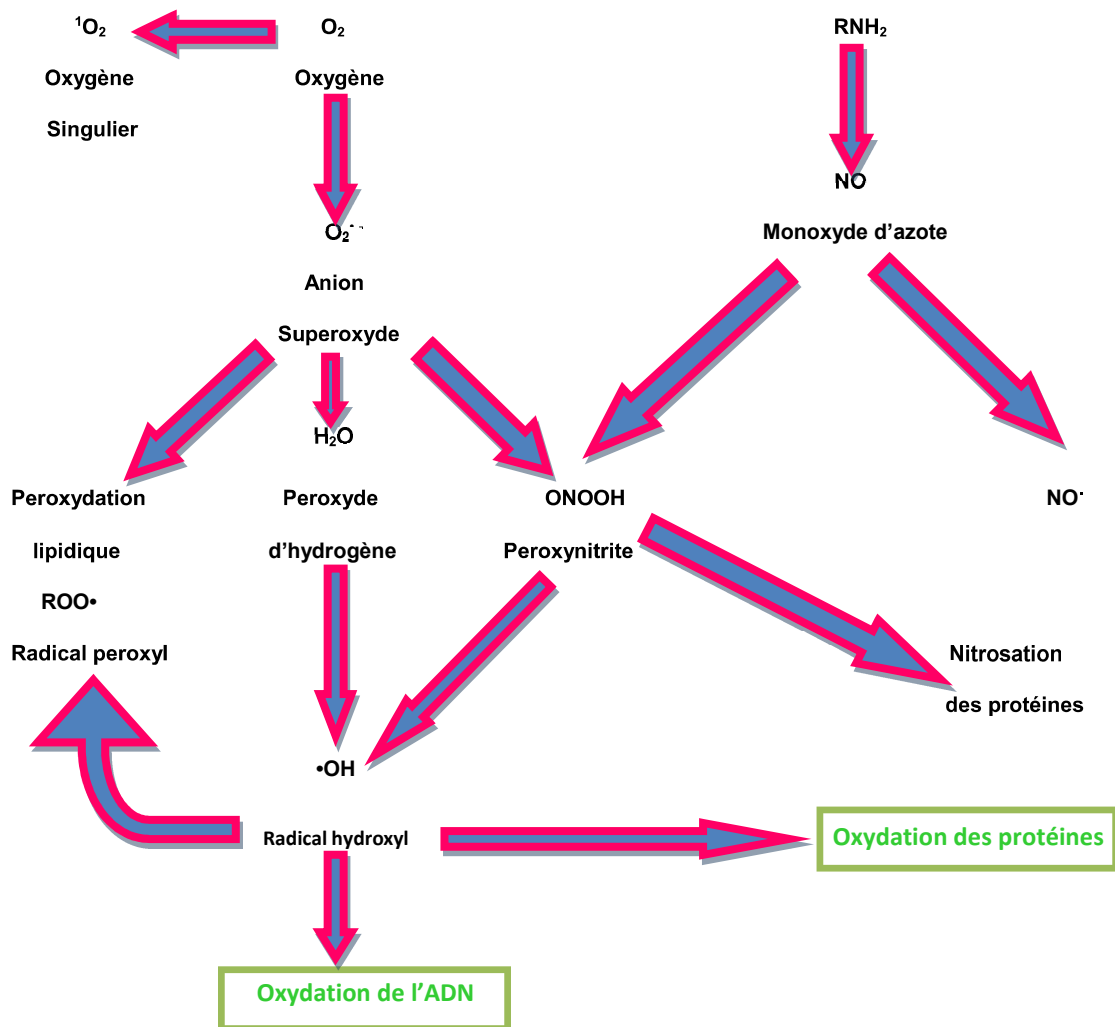 ¹O₂
Oxygène
Singulier
O₂
Oxygène
RNH₂
NO
Monoxyde d’azote
O₂·⁻
Anion
Superoxyde
H₂O
Peroxydation
lipidique
ROO•
Radical peroxyl
Peroxyde
d’hydrogène
ONOOH
Peroxynitrite
NO·
Nitrosation
des protéines
•OH
Radical hydroxyl
Oxydation des protéines
Oxydation de l’ADN